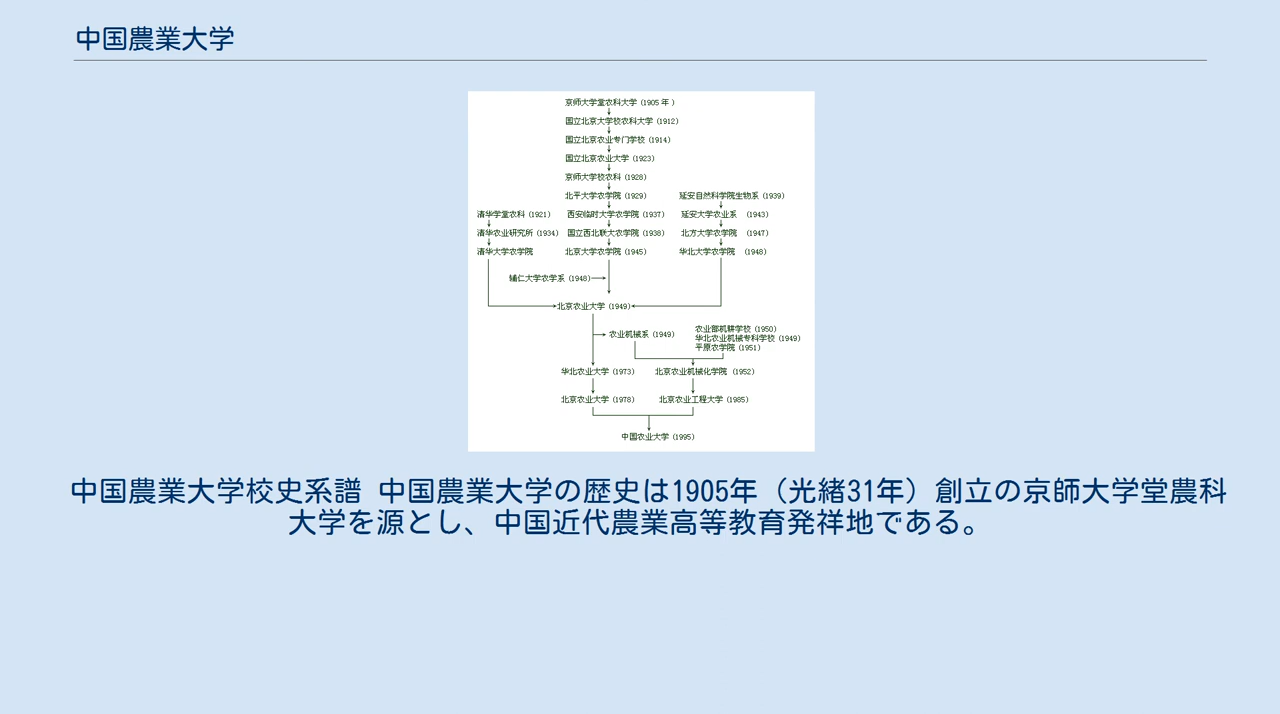 中国農業大学
京师大学堂农科大学 (1905 年 )
国立北京大学校农科大学 (1912)
国立北京农业专门学校 (1914)
国立北京农业大学 (1923)
京师大学校农科 (1928)
北平大学农学院 (1929) 延安自然科学院生物系 (1939)
清华学堂农科 (1921) 西安临时大学农学院 (1937) 延安大学农业系 (1943)
清华农业研究所 (1934) 国立西北联大农学院 (1938) 北方大学农学院 (1947)
清华大学农学院 北京大学农学院 (1945) 华北大学农学院 (1948)
辅仁大学农学系 (1948)
北京农业大学 (1949)
农业机械系 (1949) 农业部机耕学校 (1950)
华北农业机械专科学校 (1949)
平原农学院 (1951)
华北农业大学 (1973) 北京农业机械化学院 (1952)
北京农业大学 (1978) 北京农业工程大学 (1985)
中国农业大学 (1995)
中国農業大学校史系譜 中国農業大学の歴史は1905年（光緒31年）創立の京師大学堂農科
大学を源とし、中国近代農業高等教育発祥地である。